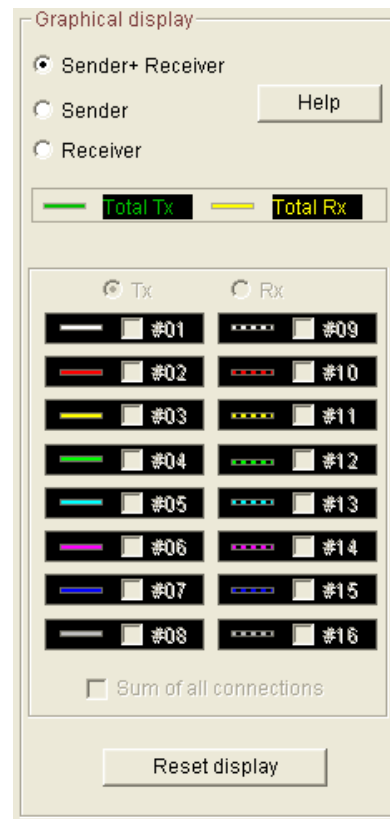 Graphical display
Sender+ Receiver
Sender
Help
Receiver
Total Tx Total Rx
Tx Rx
#01 #09
#02 #10
#03 #11
#04 #12
#05 #13
#06 #14
#07 #15
#08 #16
Sum of all connections
Reset display